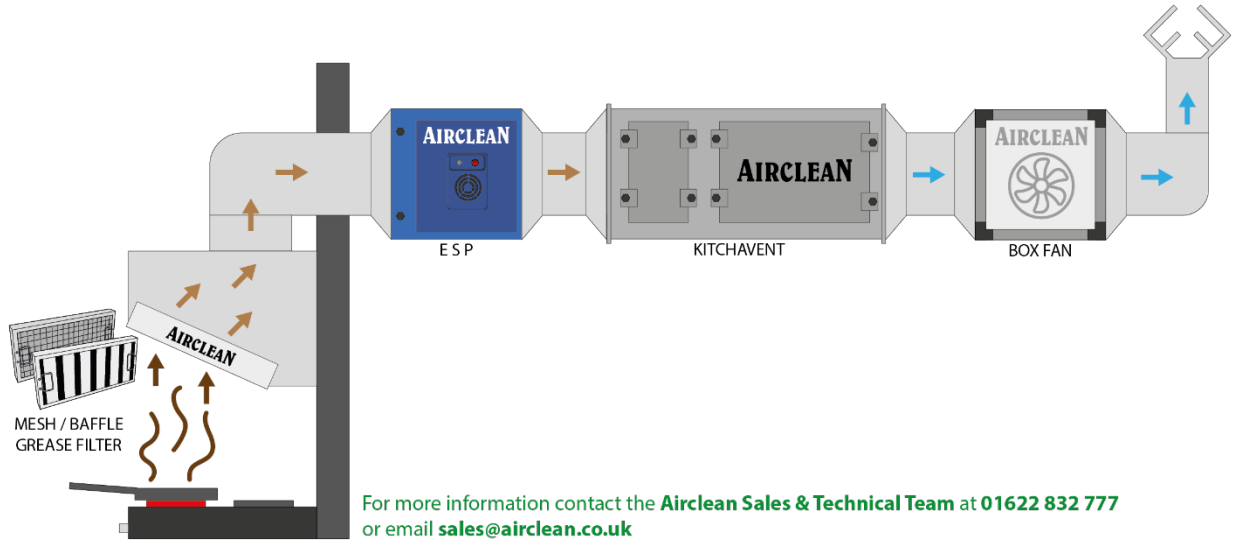 AIRCLEAN
AIRCLEAN
AIRCLEAN
E S P
KITCHAVENT
BOX FAN
AIRCLEAN
MESH / BAFFLE
GREASE FILTER
For more information contact the Airclean Sales & Technical Team at 01622 832 777
or email sales@airclean.co.uk